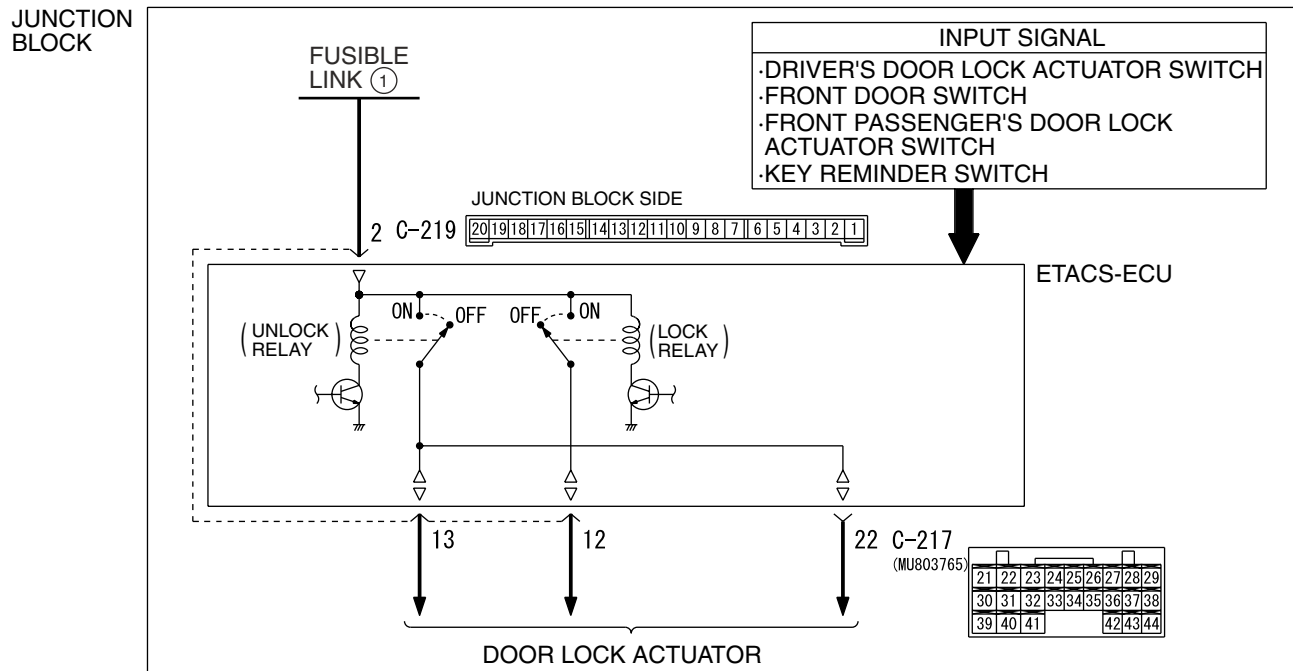 JUNCTION
BLOCK
FUSIBLE
LINK ①
INPUT SIGNAL
·DRIVER'S DOOR LOCK ACTUATOR SWITCH
·FRONT DOOR SWITCH
·FRONT PASSENGER'S DOOR LOCK
ACTUATOR SWITCH
·KEY REMINDER SWITCH
JUNCTION BLOCK SIDE
2 C-219
20 19 18 17 16 15 14 13 12 11 10 9 8 7 6 5 4 3 2 1
ETACS-ECU
ON OFF OFF ON
(UNLOCK
RELAY)
(LOCK
RELAY)
13 12 22 C-217
(MU803765)
21 22 23 24 25 26 27 28 29
30 31 32 33 34 35 36 37 38
39 40 41 42 43 44
DOOR LOCK ACTUATOR